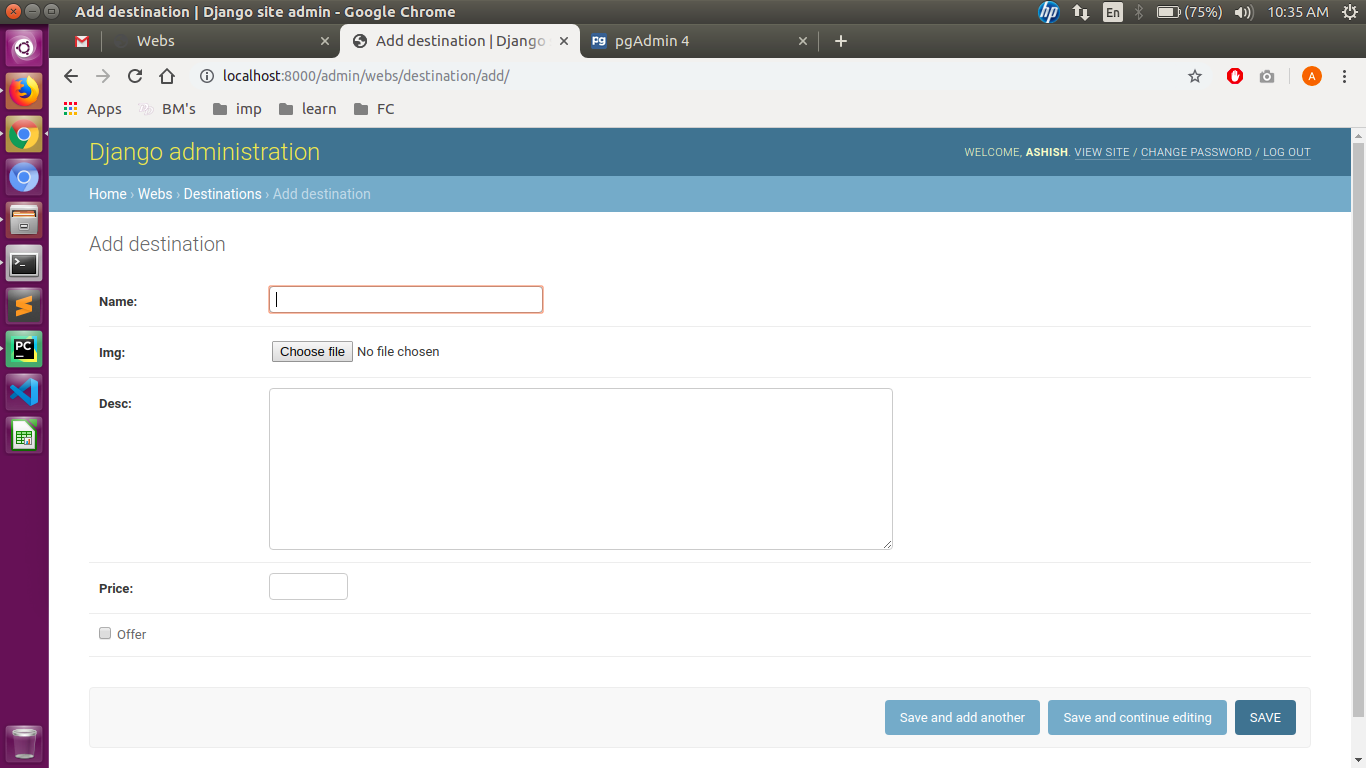 Add destination | Django site admin - Google Chrome
hp En (75%) 10:35 AM
Webs Add destination | Django pgAdmin 4
localhost:8000/admin/webs/destination/add/ A
Apps BM's imp learn FC
Django administration
WELCOME, ASHISH. VIEW SITE / CHANGE PASSWORD / LOG OUT
Home › Webs › Destinations › Add destination
Add destination
Name:
Img: Choose file No file chosen
Desc:
Price:
Offer
Save and add another Save and continue editing SAVE